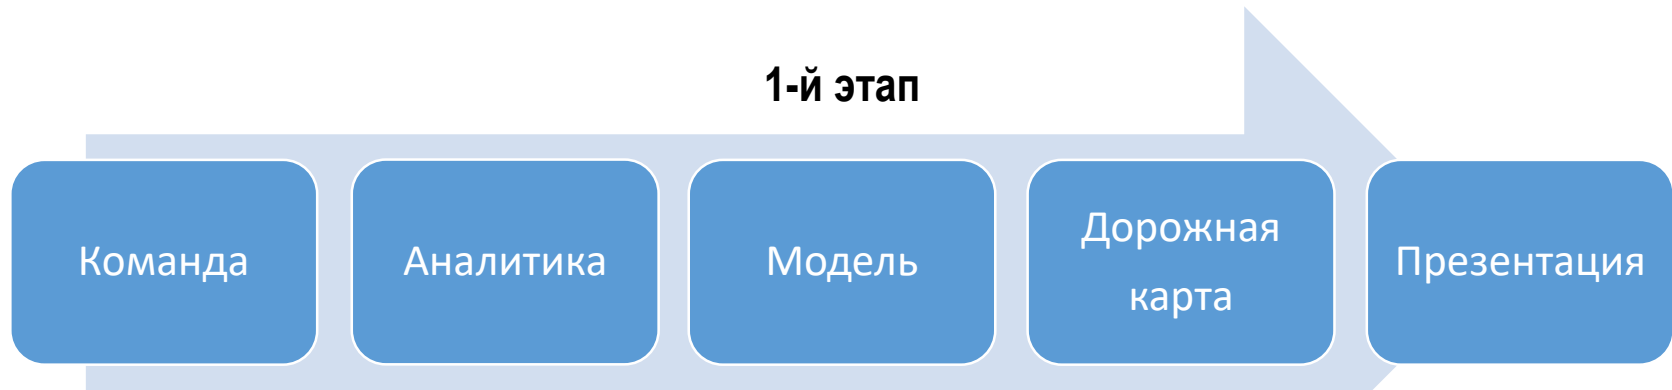 1-й этап
Команда
Аналитика
Модель
Дорожная
карта
Презентация